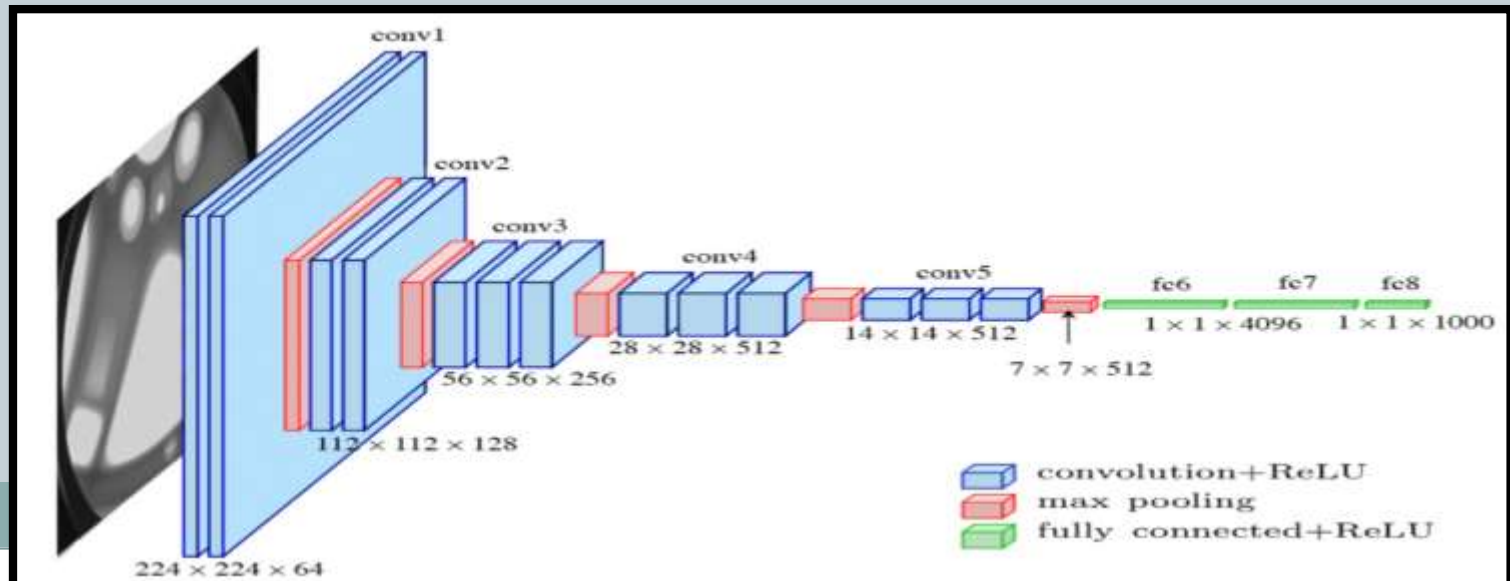 conv1
conv2
conv3
conv4
conv5
fc6
fc7
fc8
1 × 1 × 4096
1 × 1 × 1000
14 × 14 × 512
28 × 28 × 512
7 × 7 × 512
56 × 56 × 256
112 × 112 × 128
224 × 224 × 64
convolution+ReLU
max pooling
fully connected+ReLU